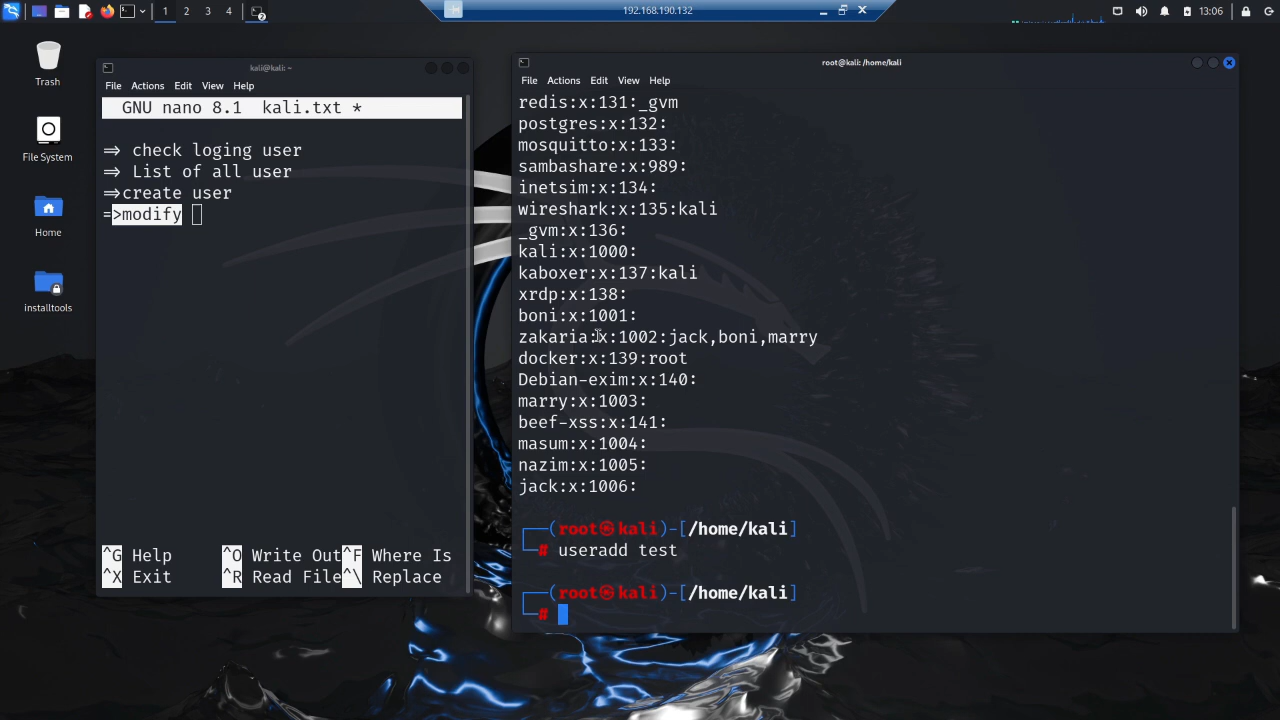 1 2 3 4
192.168.190.132
13:06
Trash
File System
Home
installtools
kali@kali: ~
File Actions Edit View Help
GNU nano 8.1 kali.txt *
=> check loging user
=> List of all user
=>create user
=>modify
^G Help ^O Write Out ^F Where Is
^X Exit ^R Read File ^\ Replace
root@kali: /home/kali
File Actions Edit View Help
redis:x:131:_gvm
postgres:x:132:
mosquitto:x:133:
sambashare:x:989:
inetsim:x:134:
wireshark:x:135:kali
_gvm:x:136:
kali:x:1000:
kaboxer:x:137:kali
xrdp:x:138:
boni:x:1001:
zakaria:x:1002:jack,boni,marry
docker:x:139:root
Debian-exim:x:140:
marry:x:1003:
beef-xss:x:141:
masum:x:1004:
nazim:x:1005:
jack:x:1006:
┌──(root㉿kali)-[/home/kali]
└─# useradd test
┌──(root㉿kali)-[/home/kali]
└─#